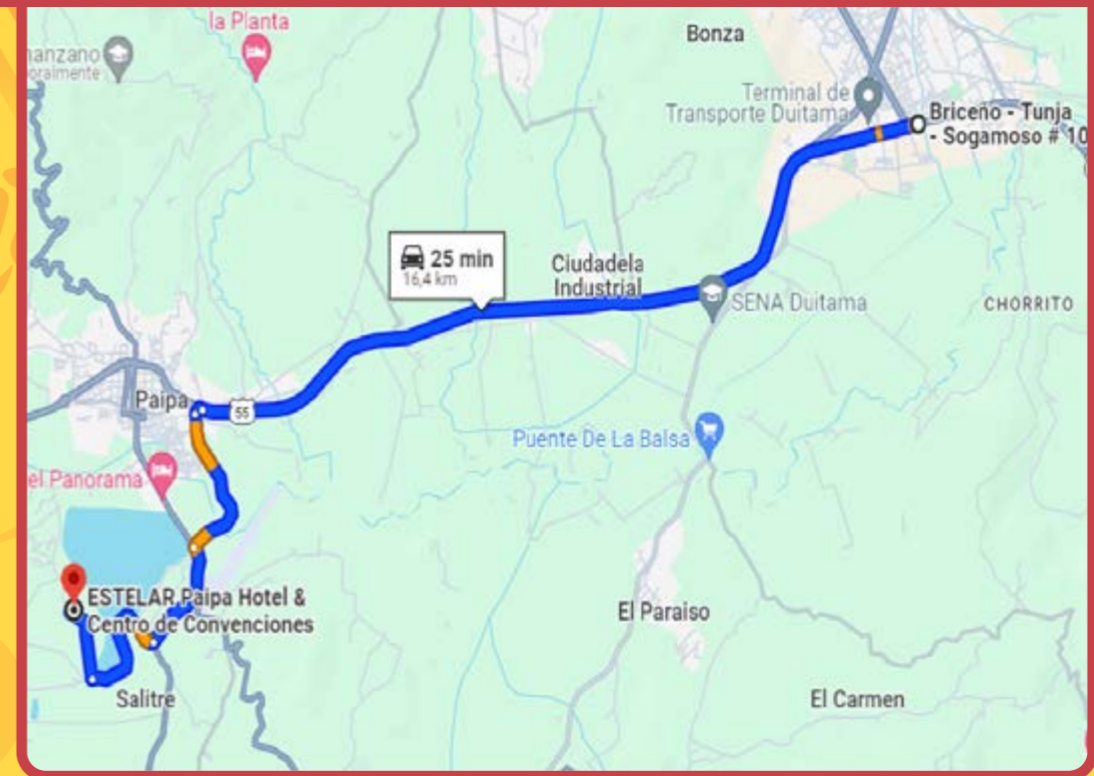 la Planta
anzano
oralmente
Bonza
Terminal de
Transporte Duitama
Briceño - Tunja
- Sogamoso # 10
25 min
16,4 km
Ciudadela
Industrial
SENA Duitama
CHORRITO
Paipa
55
Puente De La Balsa
el Panorama
ESTELAR Paipa Hotel &
Centro de Convenciones
El Paraiso
Salitre
El Carmen